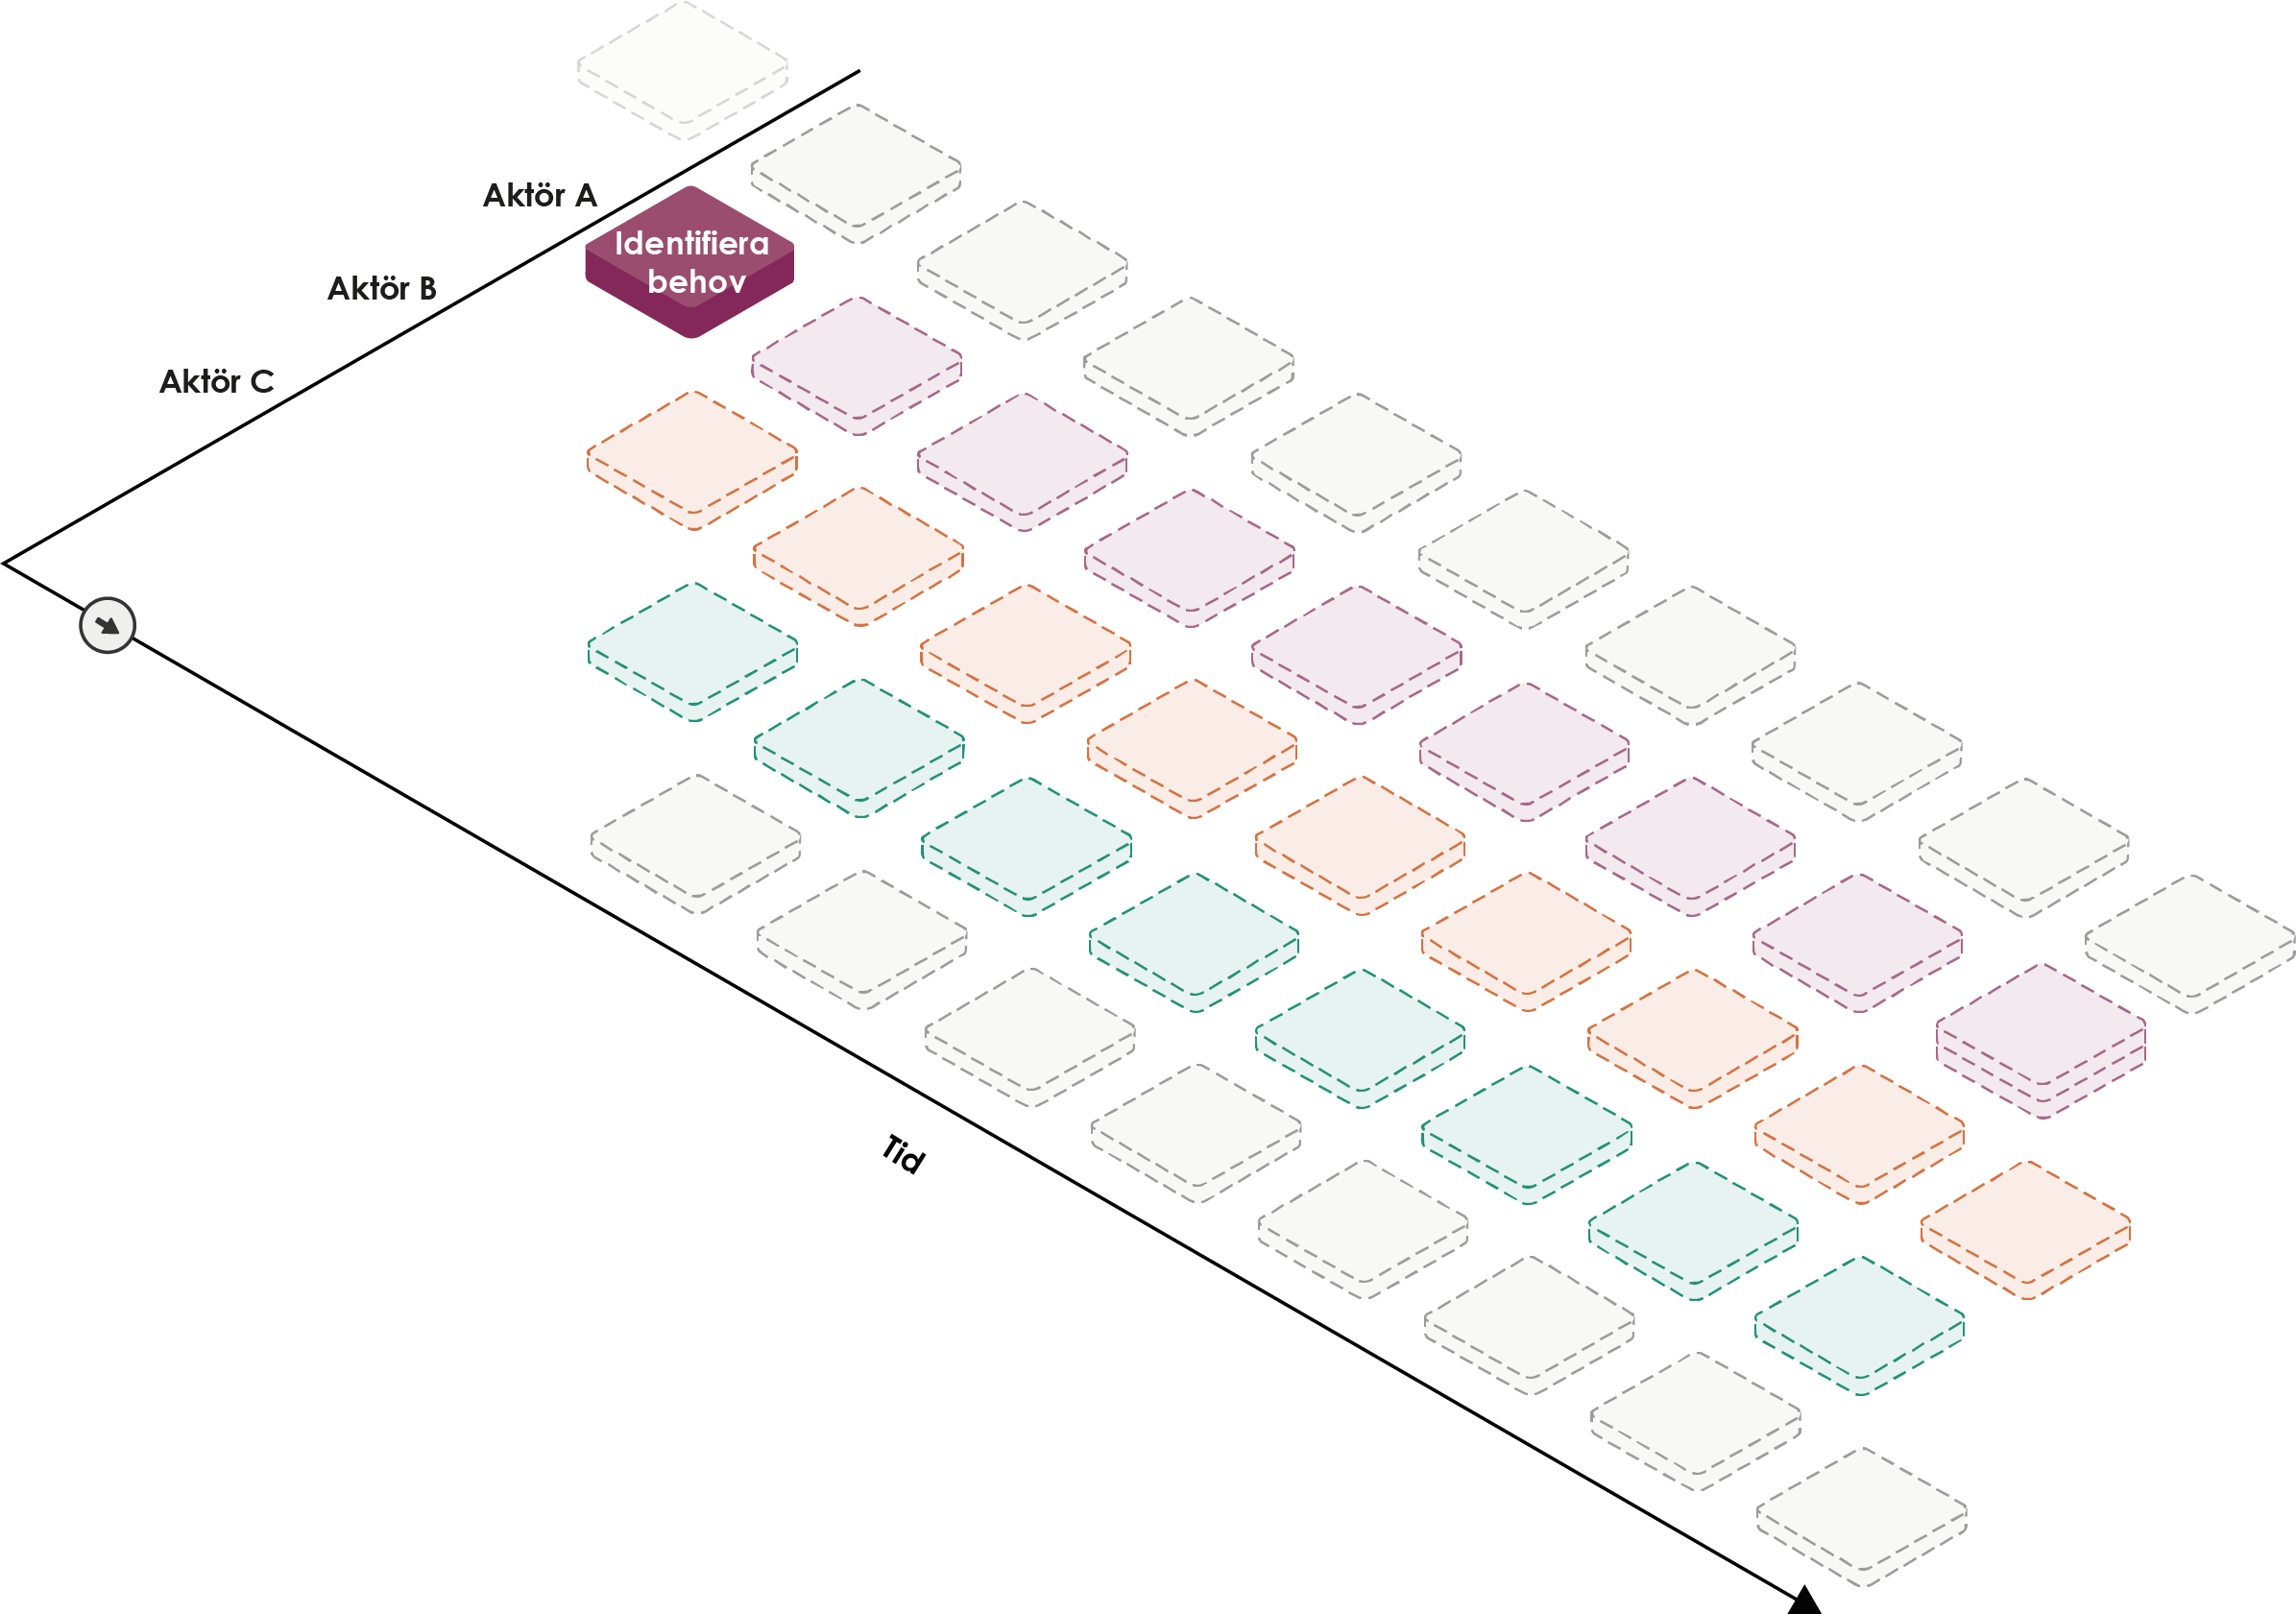 Aktör A
Identifiera
behov
Aktör B
Aktör C
Tid